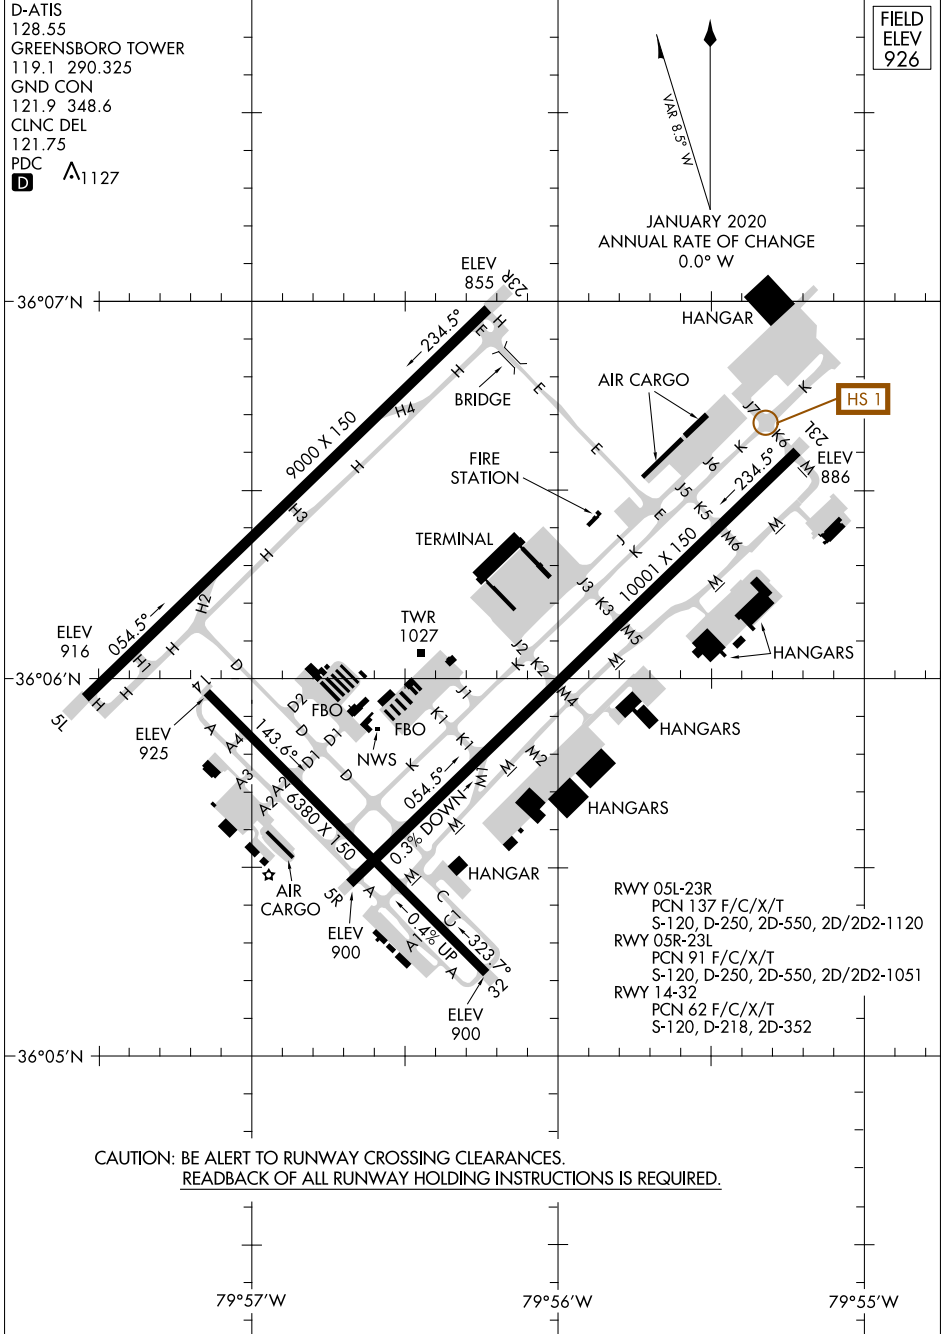 D-ATIS
128.55
GREENSBORO TOWER
119.1 290.325
GND CON
121.9 348.6
CLNC DEL
121.75
PDC
D
1127
FIELD
ELEV
926
VAR 8.5° W
JANUARY 2020
ANNUAL RATE OF CHANGE
0.0° W
36°07'N
ELEV
855
23R
234.5°
H
E
HANGAR
H
BRIDGE
E
AIR CARGO
HS 1
J7
K
K6
23L
H4
9000 X 150
H
FIRE
STATION
J6
K
234.5°
ELEV
886
M
H3
E
J5
K5
E
M
M6
H
TERMINAL
J
K
10001 X 150
M
H2
J3
K3
054.5°
ELEV
916
TWR
1027
M5
H1
H
HANGARS
D
J2
K
K2
M
36°06'N
H
5L
14
D2
FBO
J1
M4
ELEV
925
A
143.6°
D
D1
NWS
FBO
K1
HANGARS
A4
D1
K1
M2
A3
A2
A2
D
K
M1
M
6380 X 150
054.5°
0.3% DOWN
M
HANGARS
AIR
CARGO
5R
A
M
HANGAR
ELEV
900
C
C
A1
0.4% UP
323.7°
A
32
ELEV
900
RWY 05L-23R
PCN 137 F/C/X/T
S-120, D-250, 2D-550, 2D/2D2-1120
RWY 05R-23L
PCN 91 F/C/X/T
S-120, D-250, 2D-550, 2D/2D2-1051
RWY 14-32
PCN 62 F/C/X/T
S-120, D-218, 2D-352
36°05'N
CAUTION: BE ALERT TO RUNWAY CROSSING CLEARANCES.
READBACK OF ALL RUNWAY HOLDING INSTRUCTIONS IS REQUIRED.
79°57'W
79°56'W
79°55'W